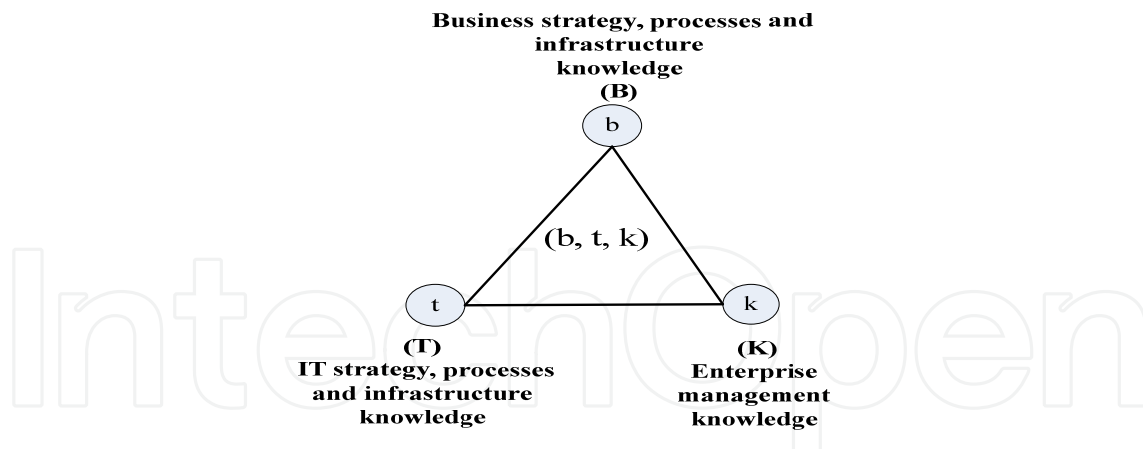 Business strategy, processes and
infrastructure
knowledge
(B)
b
(b, t, k)
t
k
(T)
IT strategy, processes
and infrastructure
knowledge
(K)
Enterprise
management
knowledge
IntechOpen